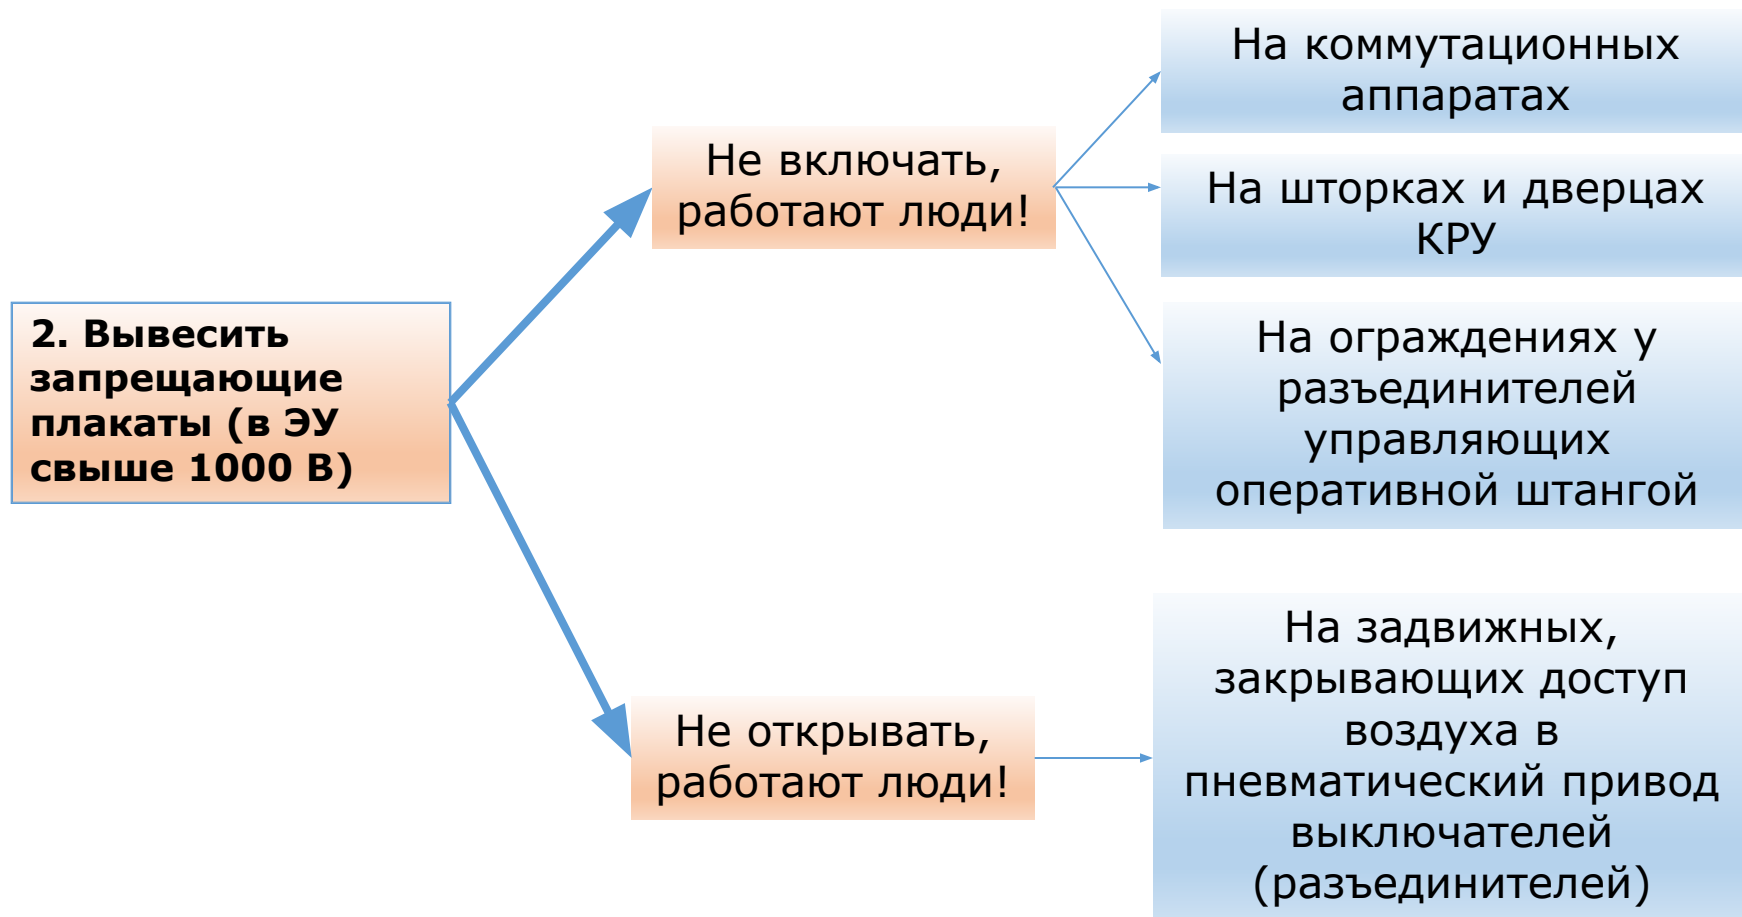 2. Вывесить
запрещающие
плакаты (в ЭУ
свыше 1000 В)
Не включать,
работают люди!
На коммутационных
аппаратах
На шторках и дверцах
КРУ
На ограждениях у
разъединителей
управляющих
оперативной штангой
Не открывать,
работают люди!
На задвижных,
закрывающих доступ
воздуха в
пневматический привод
выключателей
(разъединителей)